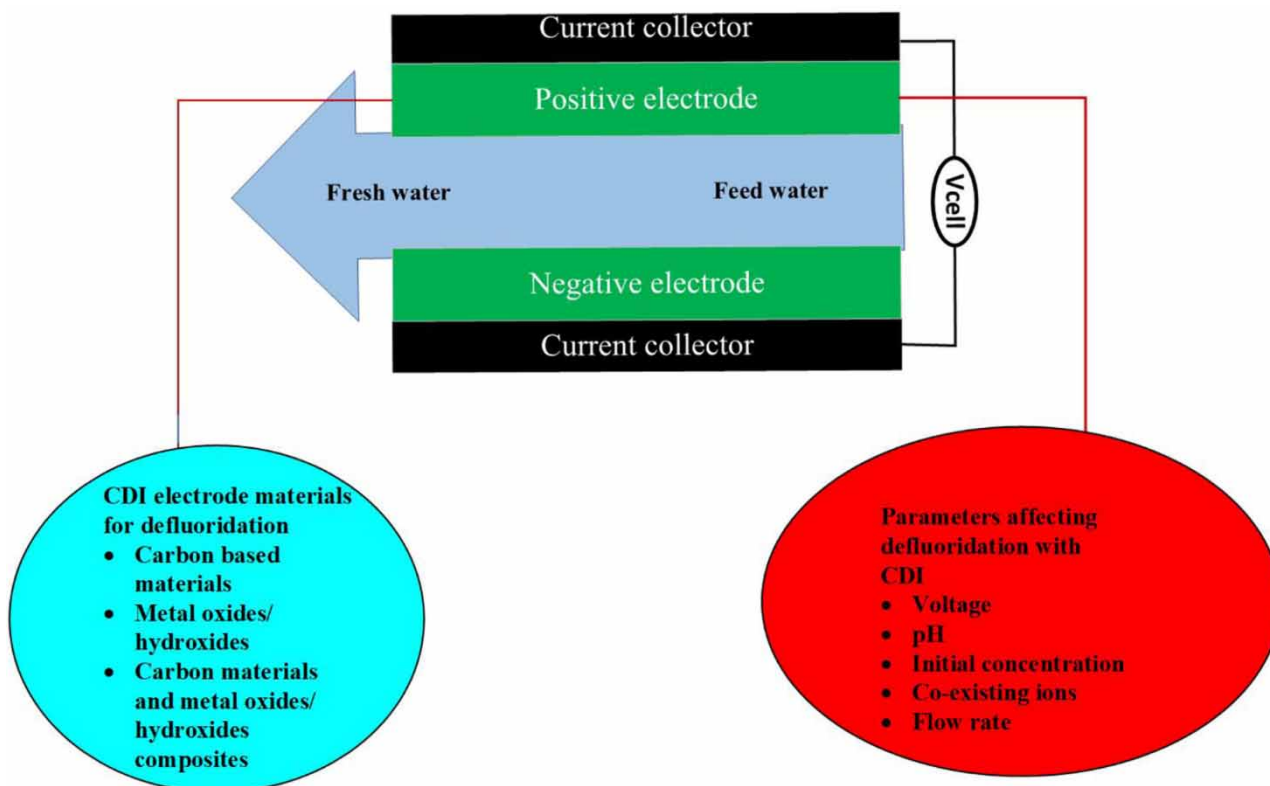 Current collector
Positive electrode
Fresh water
Feed water
Vcell
Negative electrode
Current collector
CDI electrode materials
for defluoridation
• Carbon based
materials
• Metal oxides/
hydroxides
• Carbon materials
and metal oxides/
hydroxides
composites
Parameters affecting
defluoridation with
CDI
• Voltage
• pH
• Initial concentration
• Co-existing ions
• Flow rate